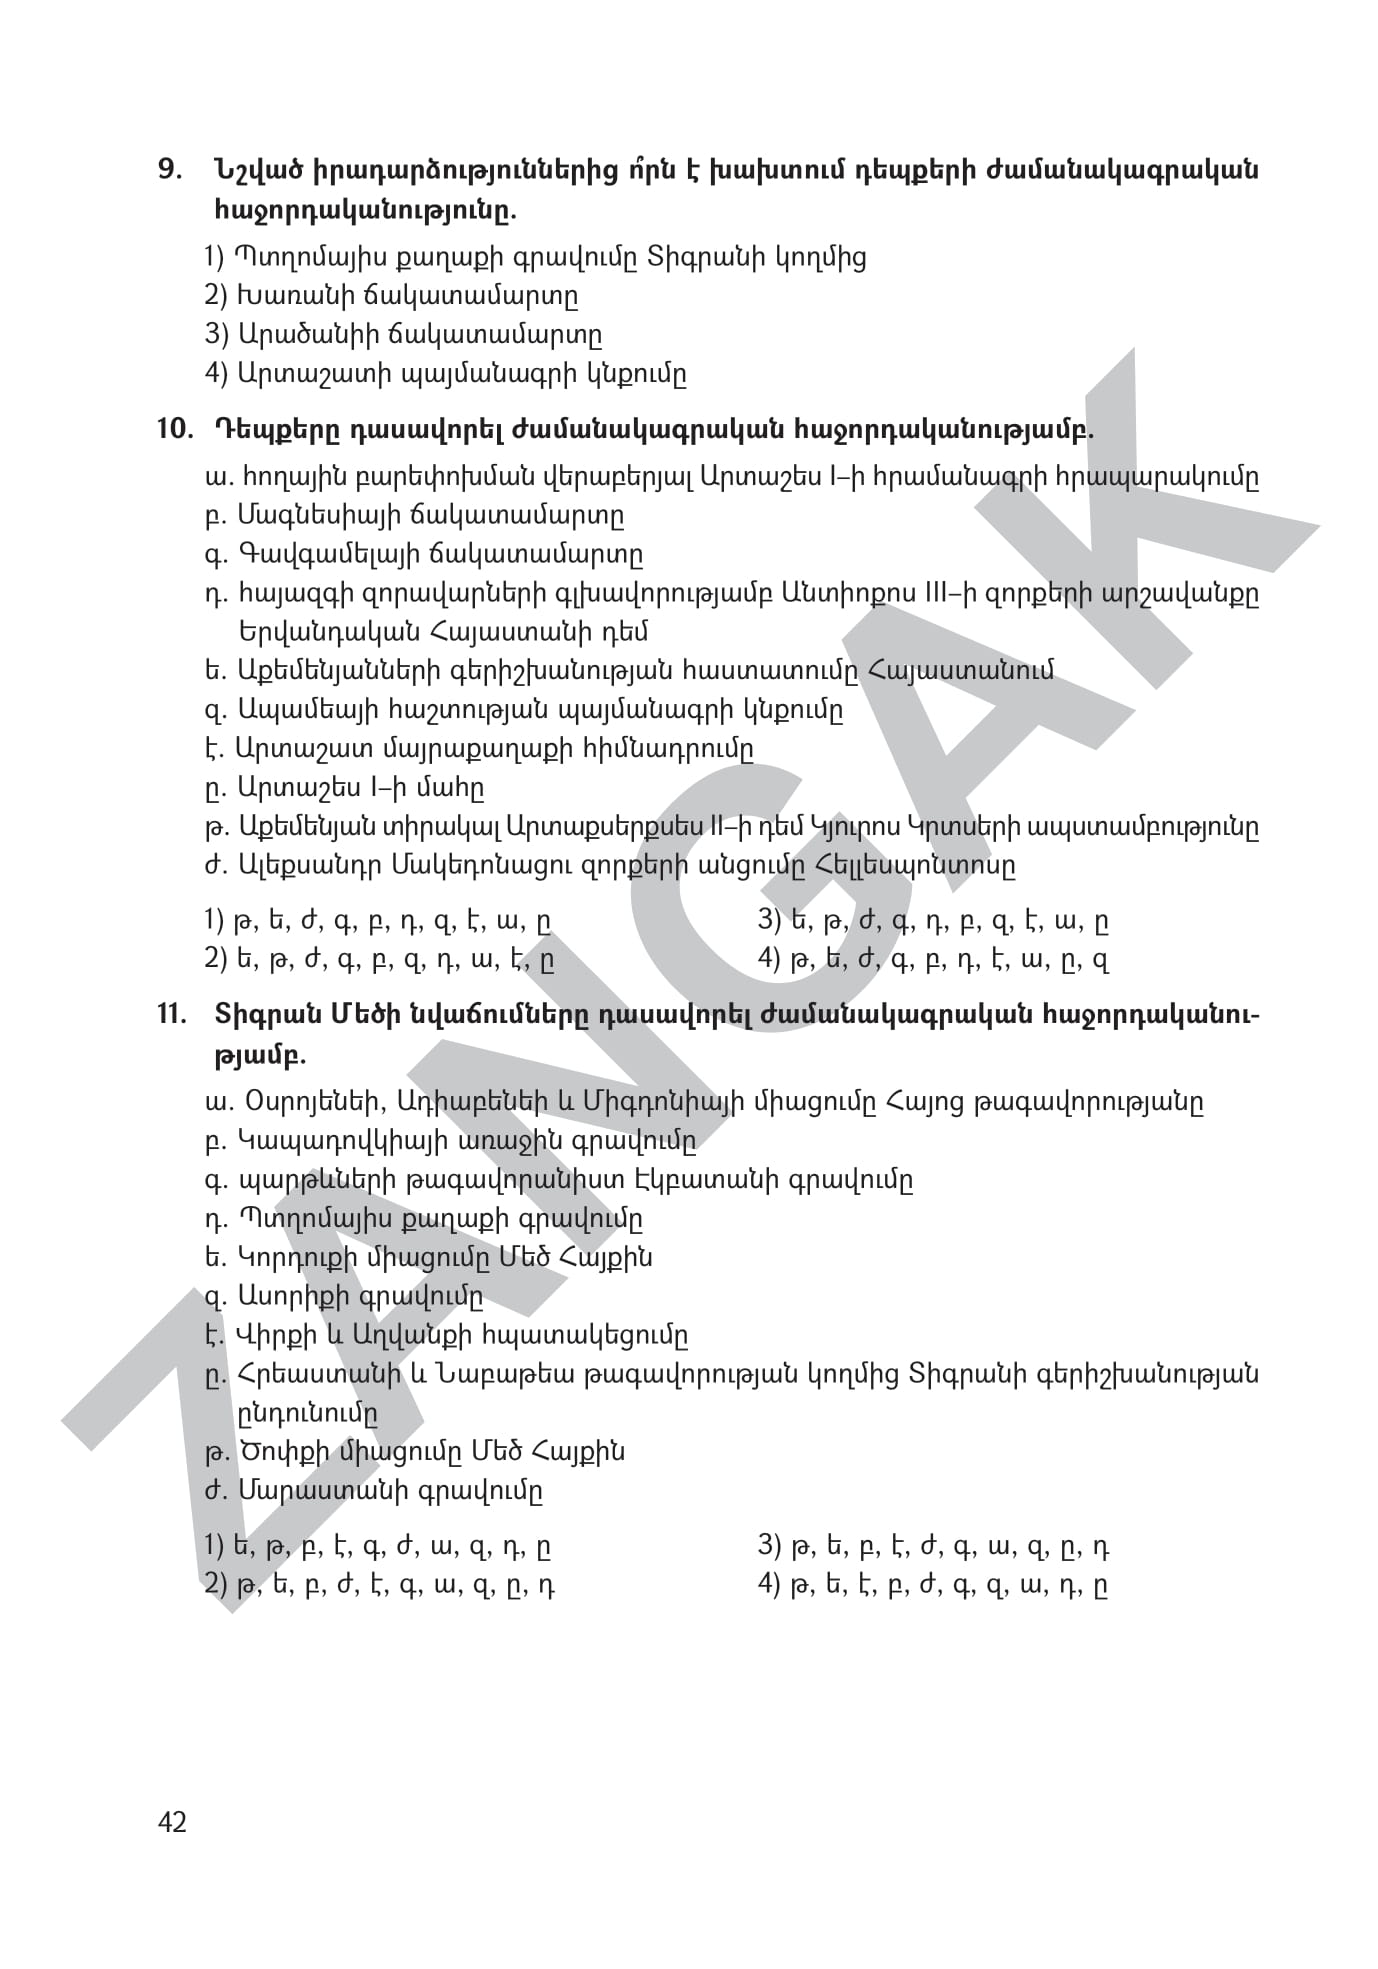 9. Նշված իրադարձություններից ո՞րն է խախտում դեպքերի ժամանակագրական
հաջորդականությունը.
1) Պտղոմայիս քաղաքի գրավումը Տիգրանի կողմից
2) Խառանի ճակատամարտը
3) Արածանիի ճակատամարտը
4) Արտաշատի պայմանագրի կնքումը
10. Դեպքերը դասավորել ժամանակագրական հաջորդականությամբ.
ա. հողային բարեփոխման վերաբերյալ Արտաշես I–ի հրամանագրի հրապարակումը
բ. Մագնեսիայի ճակատամարտը
գ. Գավգամելայի ճակատամարտը
դ. հայազգի զորավարների գլխավորությամբ Անտիոքոս III–ի զորքերի արշավանքը
Երվանդական Հայաստանի դեմ
ե. Աքեմենյանների գերիշխանության հաստատումը Հայաստանում
զ. Ապամեայի հաշտության պայմանագրի կնքումը
է. Արտաշատ մայրաքաղաքի հիմնադրումը
ը. Արտաշես I–ի մահը
թ. Աքեմենյան տիրակալ Արտաքսերքսես II–ի դեմ Կյուրոս Կրտսերի ապստամբությունը
ժ. Ալեքսանդր Մակեդոնացու զորքերի անցումը Հելլեսպոնտոսը
1) թ, ե, ժ, գ, բ, դ, զ, է, ա, ը
2) ե, թ, ժ, գ, բ, զ, դ, ա, է, ը
3) ե, թ, ժ, գ, դ, բ, զ, է, ա, ը
4) թ, ե, ժ, գ, բ, դ, է, ա, ը, զ
11. Տիգրան Մեծի նվաճումները դասավորել ժամանակագրական հաջորդականու-
թյամբ.
ա. Օսրոյենեի, Ադիաբենեի և Միգդոնիայի միացումը Հայոց թագավորությանը
բ. Կապադովկիայի առաջին գրավումը
գ. պարթևների թագավորանիստ Էկբատանի գրավումը
դ. Պտղոմայիս քաղաքի գրավումը
ե. Կորդուքի միացումը Մեծ Հայքին
զ. Ասորիքի գրավումը
է. Վիրքի և Աղվանքի հպատակեցումը
ը. Հրեաստանի և Նաբաթեա թագավորության կողմից Տիգրանի գերիշխանության
ընդունումը
թ. Ծոփքի միացումը Մեծ Հայքին
ժ. Մարաստանի գրավումը
1) ե, թ, բ, է, գ, ժ, ա, զ, դ, ը
2) թ, ե, բ, ժ, է, գ, ա, զ, ը, դ
3) թ, ե, բ, է, ժ, գ, ա, զ, ը, դ
4) թ, ե, է, բ, ժ, գ, զ, ա, դ, ը
ZANGAK
42